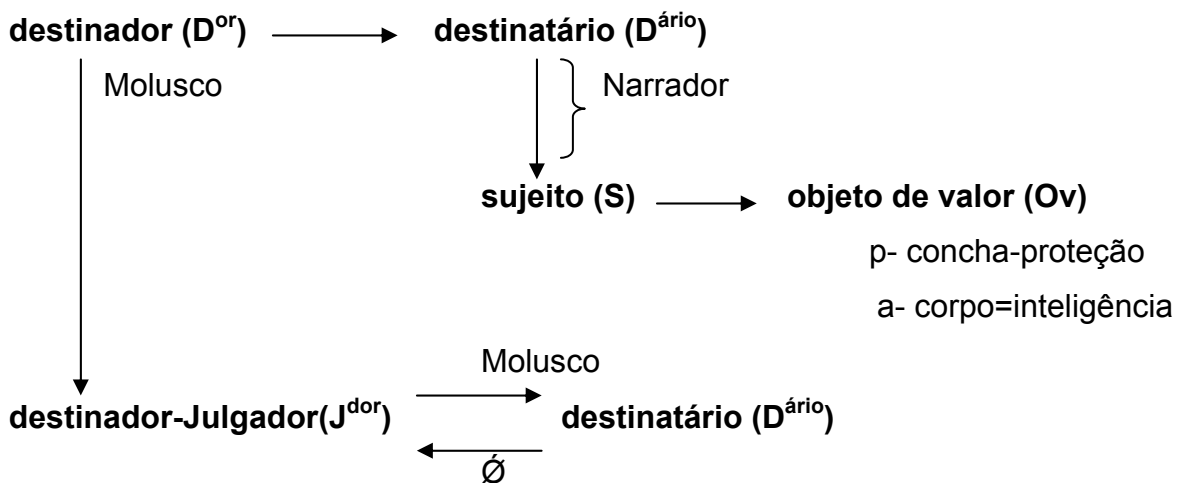 destinador (Dᵒʳ) destinatário (Dᵃ́ʳⁱᵒ)
Molusco Narrador
sujeito (S) objeto de valor (Ov)
p- concha-proteção
a- corpo=inteligência
Molusco
destinador-Julgador(Jᵈᵒʳ) destinatário (Dᵃ́ʳⁱᵒ)
Ǿ